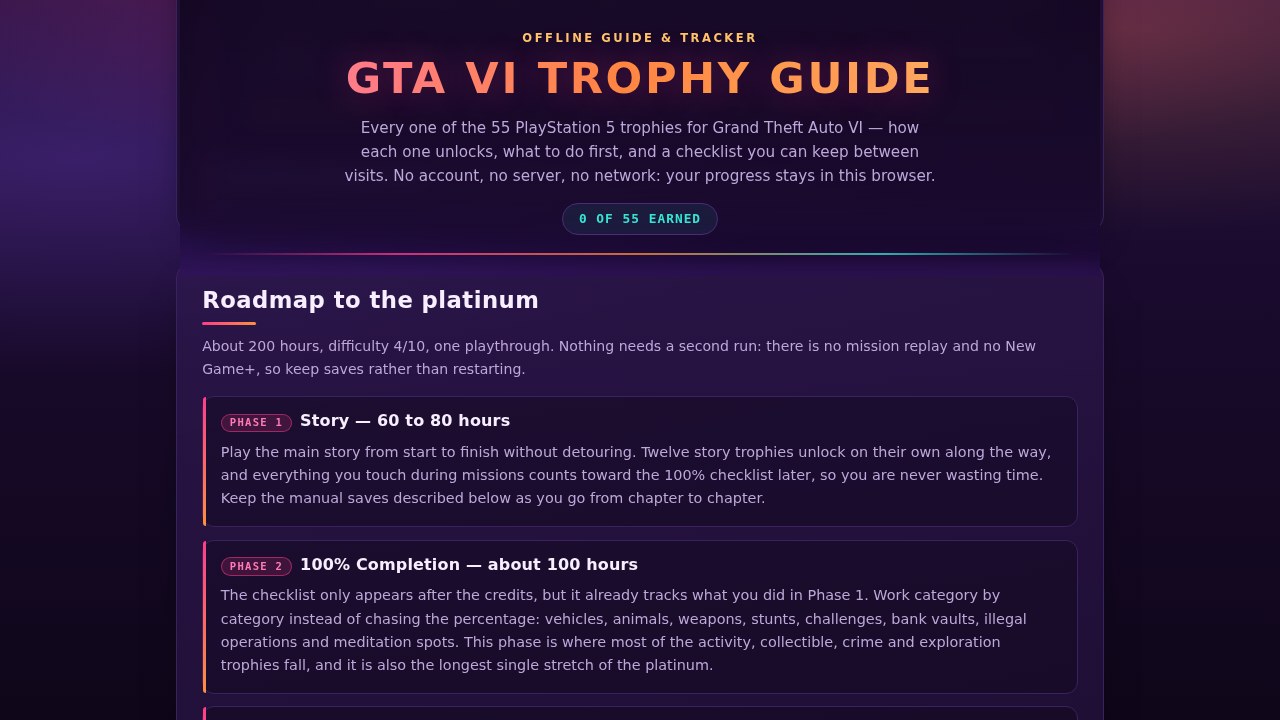 OFFLINE GUIDE & TRACKER
GTA VI TROPHY GUIDE
Every one of the 55 PlayStation 5 trophies for Grand Theft Auto VI — how
each one unlocks, what to do first, and a checklist you can keep between
visits. No account, no server, no network: your progress stays in this browser.
0 OF 55 EARNED
Roadmap to the platinum
About 200 hours, difficulty 4/10, one playthrough. Nothing needs a second run: there is no mission replay and no New
Game+, so keep saves rather than restarting.
PHASE 1 Story — 60 to 80 hours
Play the main story from start to finish without detouring. Twelve story trophies unlock on their own along the way,
and everything you touch during missions counts toward the 100% checklist later, so you are never wasting time.
Keep the manual saves described below as you go from chapter to chapter.
PHASE 2 100% Completion — about 100 hours
The checklist only appears after the credits, but it already tracks what you did in Phase 1. Work category by
category instead of chasing the percentage: vehicles, animals, weapons, stunts, challenges, bank vaults, illegal
operations and meditation spots. This phase is where most of the activity, collectible, crime and exploration
trophies fall, and it is also the longest single stretch of the platinum.